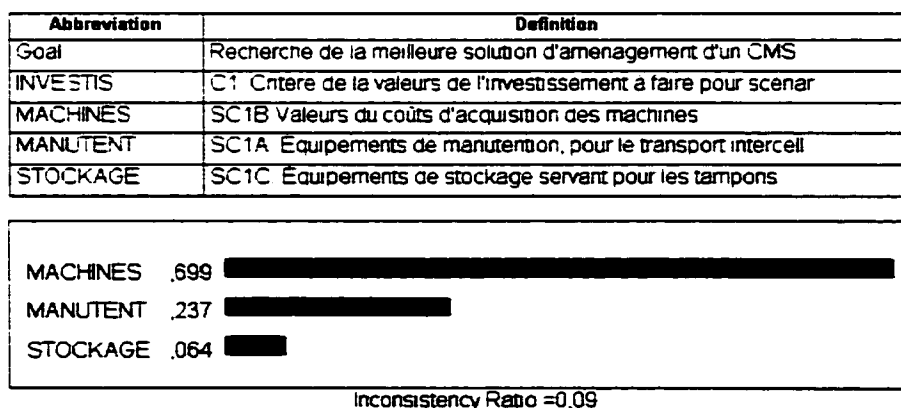 Abbreviation Definition
Goal Recherche de la meilleure solution d'amenagement d'un CMS
INVESTIS C1 Critere de la valeurs de l'investissement a faire pour scenar
MACHINES SC1B Valeurs du coûts d'acquisition des machines
MANUTENT SC1A Équipements de manutention, pour le transport intercell
STOCKAGE SC1C Équipements de stockage servant pour les tampons
MACHINES ,699
MANUTENT ,237
STOCKAGE ,064
Inconsistency Ratio =0,09